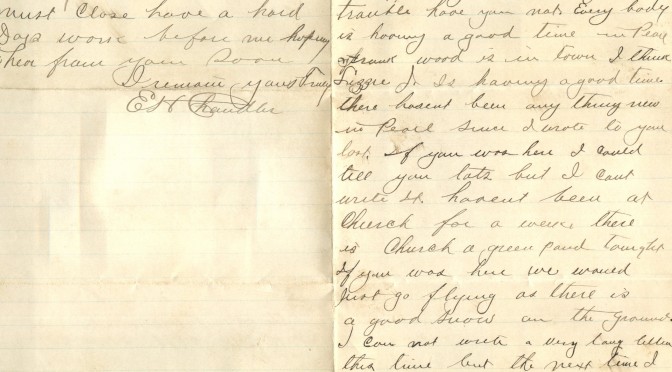 must Close have a hard
Days work before me hoping
hear from you soon
I remain yours Truly
E H Chandler
trouble have you not Every body
is having a good time in Pearl
Frank wood is in town I think
Lizzie J. Is having a good time
there hasent been any thing new
in Pearl since I wrote to you
last. If you was here I could
tell you lots but I cant
write it. havent been at
Church for a week. there
is Church a green pand tonight
If you was here we would
Just go flying as there is
a good snow on the ground
I can not write a very long letter
this time but the next time I